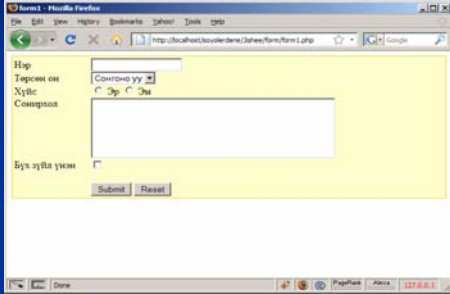 form1 - Mozilla Firefox
File Edit View History Bookmarks Yahoo! Tools Help
http://localhost/soyolerdene/Jishee/form/form1.php Google
Нэр
Төрсөн он Сонгоно уу
Хүйс Эр Эм
Сонирхол
Бүх зүйл үнэн
Submit Reset
Done PageRank Alexa 127.0.0.1